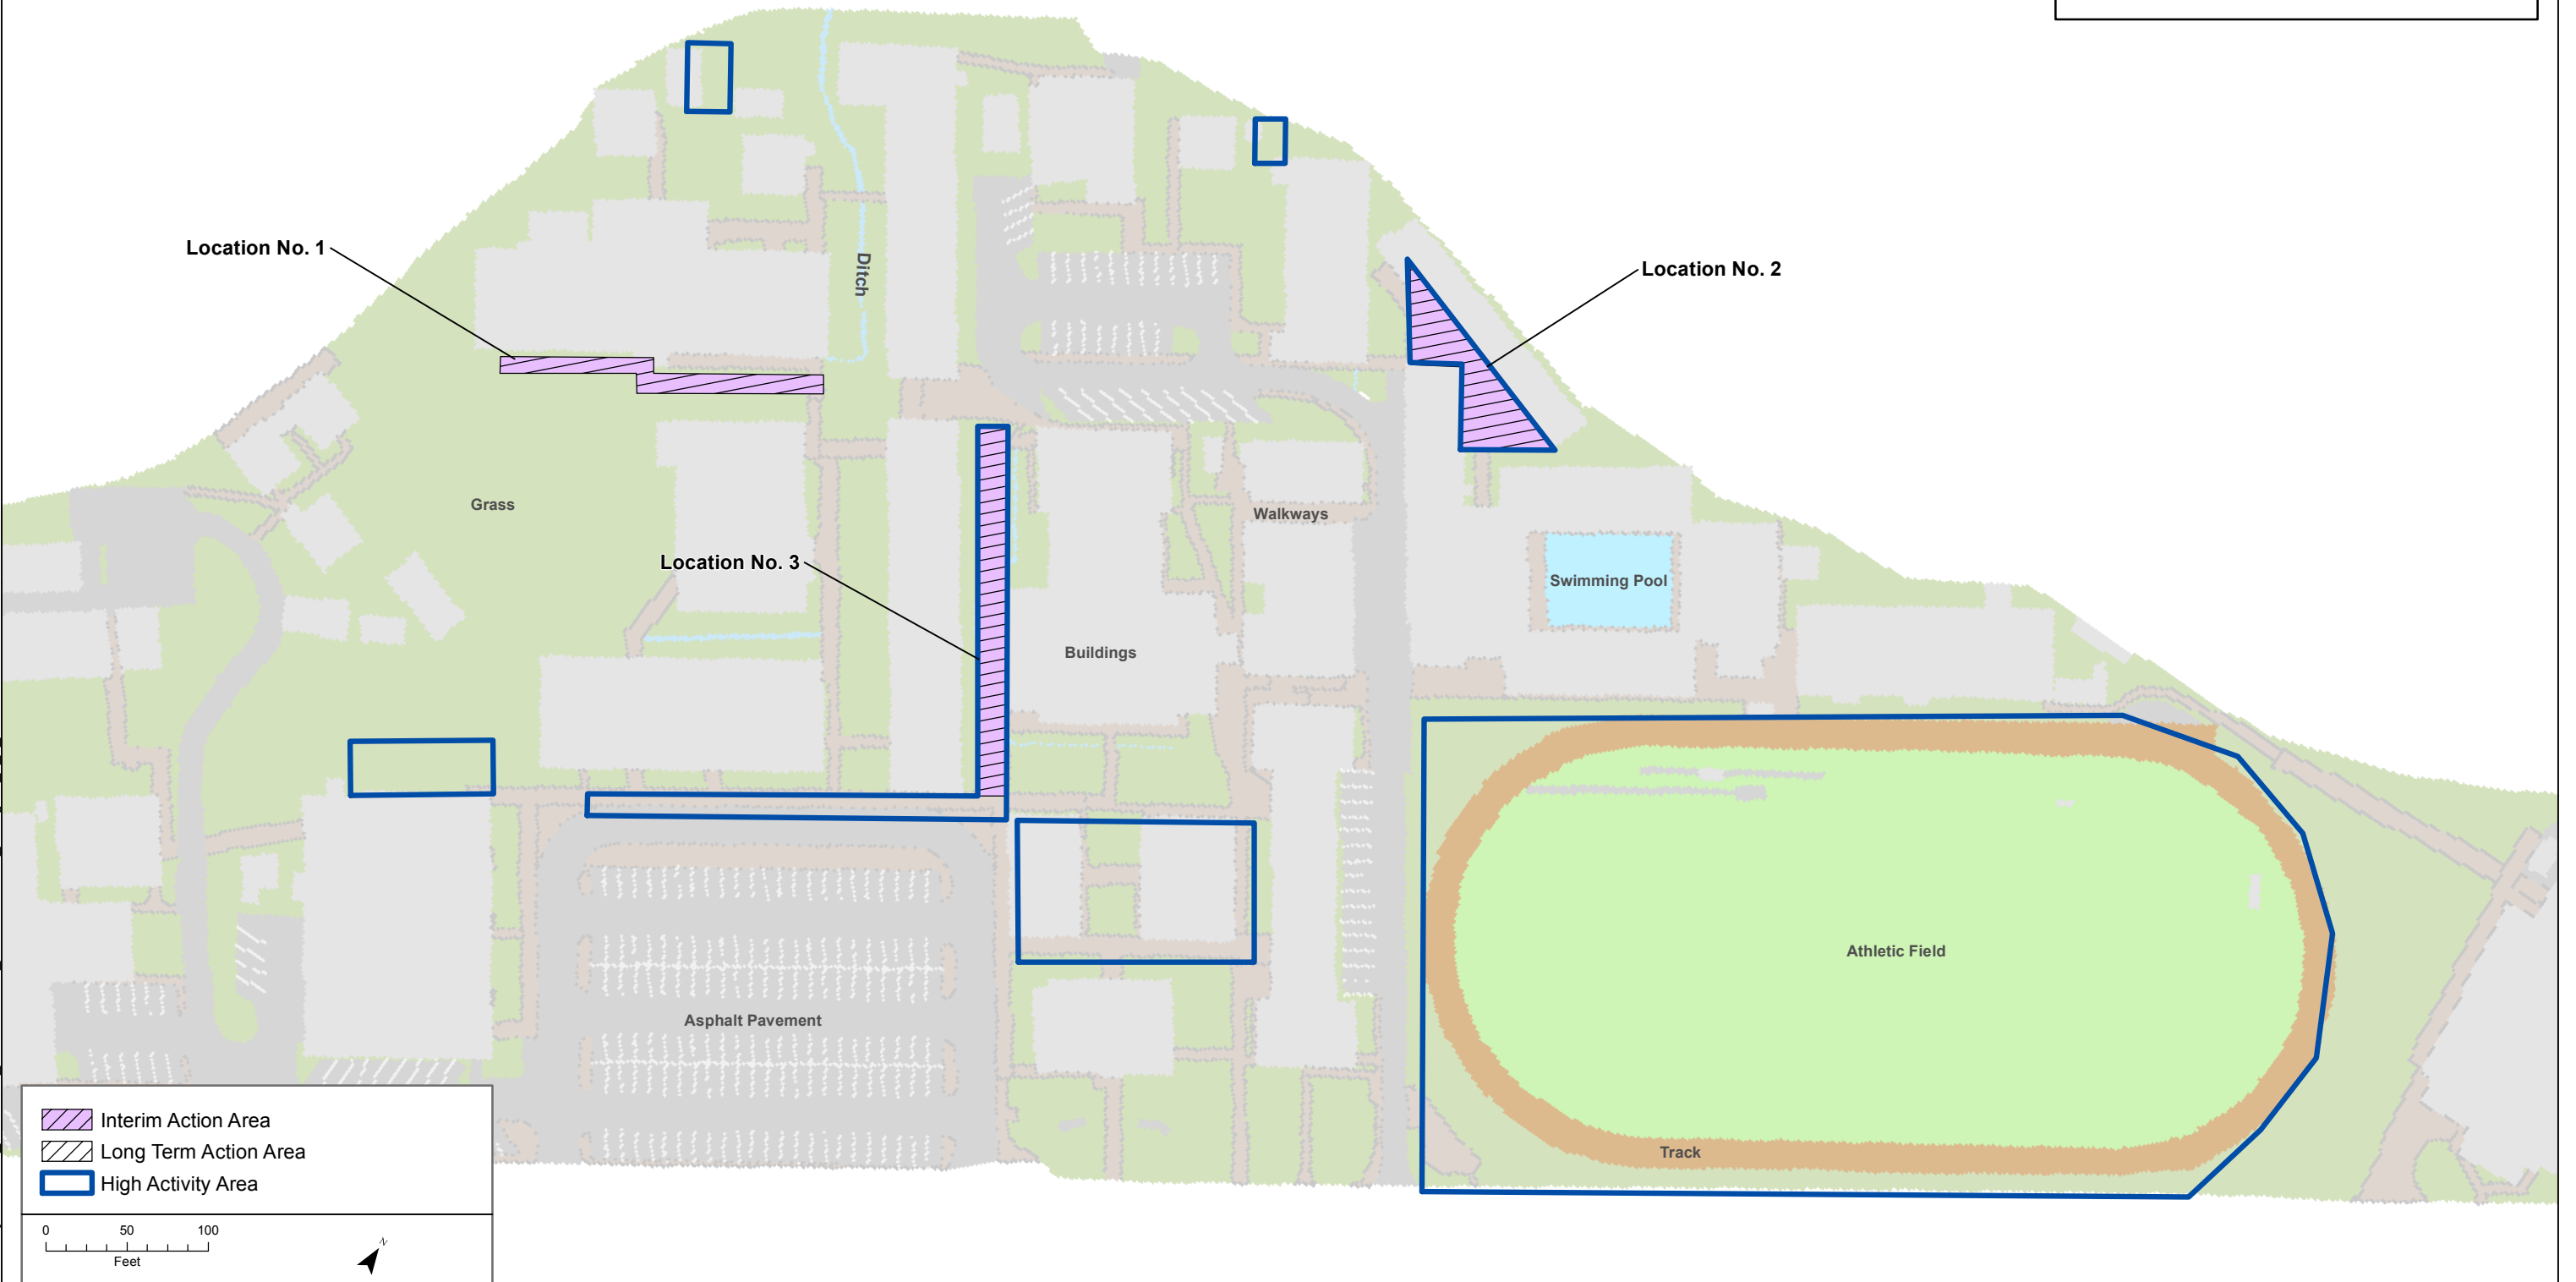 Location No. 1
Location No. 2
Ditch
Grass
Walkways
Location No. 3
Swimming Pool
Buildings
Athletic Field
Asphalt Pavement
Track
Interim Action Area
Long Term Action Area
High Activity Area
0 50 100
Feet
N